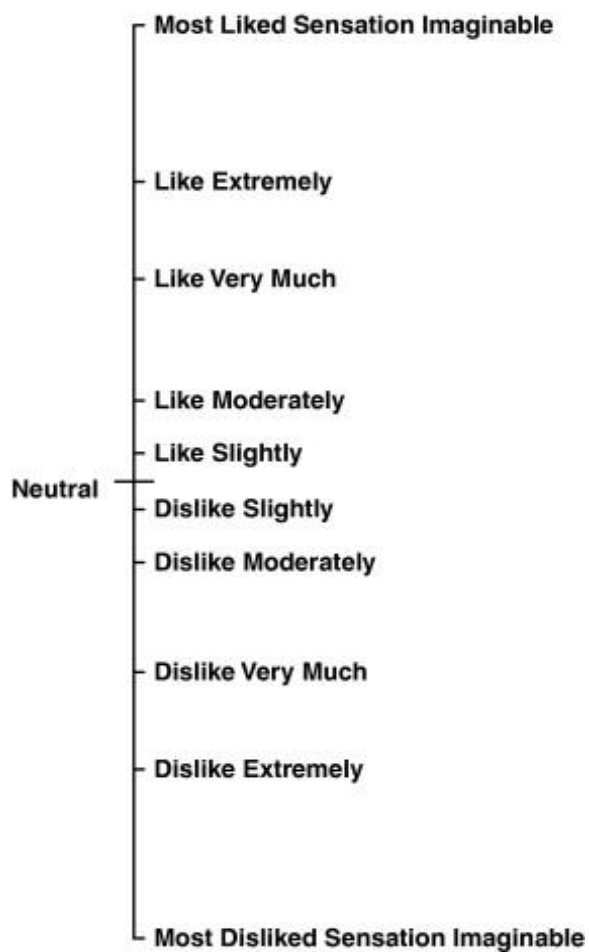 Most Liked Sensation Imaginable
Like Extremely
Like Very Much
Like Moderately
Like Slightly
Neutral
Dislike Slightly
Dislike Moderately
Dislike Very Much
Dislike Extremely
Most Disliked Sensation Imaginable